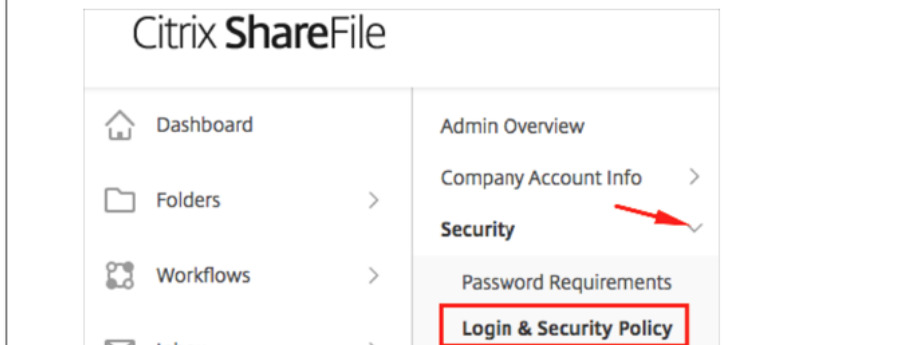 Citrix ShareFile
Dashboard
Folders
Workflows
Admin Overview
Company Account Info
Security
Password Requirements
Login & Security Policy